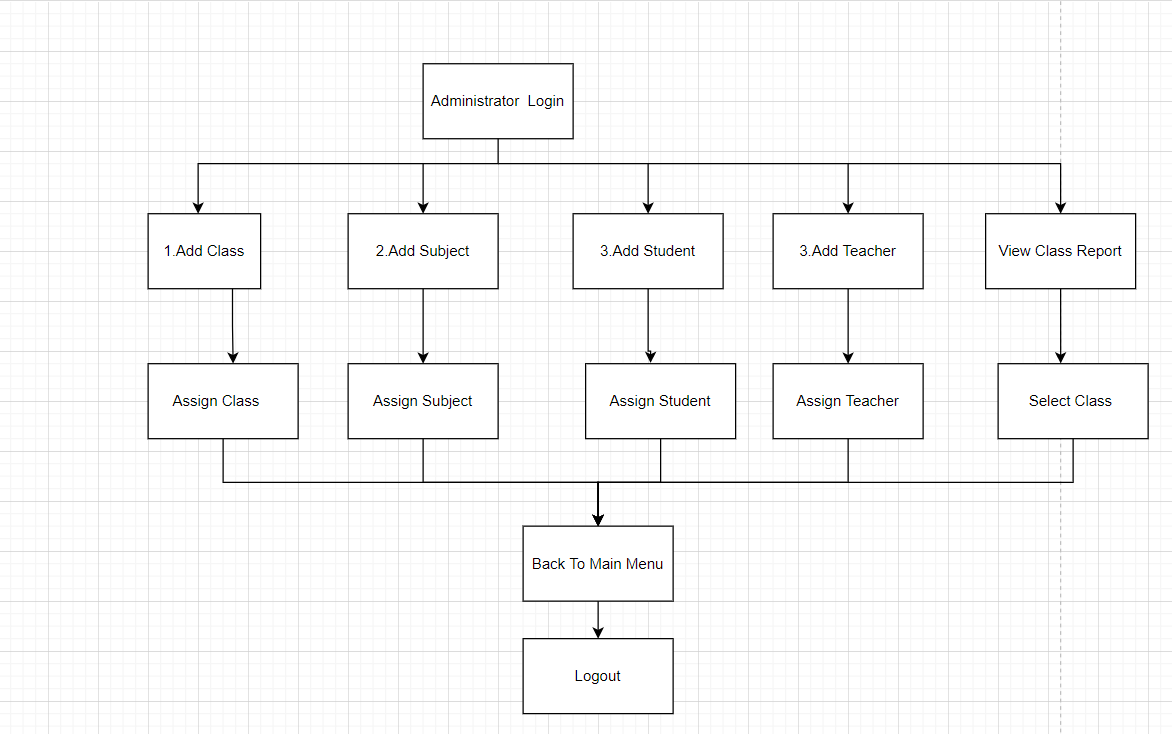 Administrator Login
1.Add Class
2.Add Subject
3.Add Student
3.Add Teacher
View Class Report
Assign Class
Assign Subject
Assign Student
Assign Teacher
Select Class
Back To Main Menu
Logout